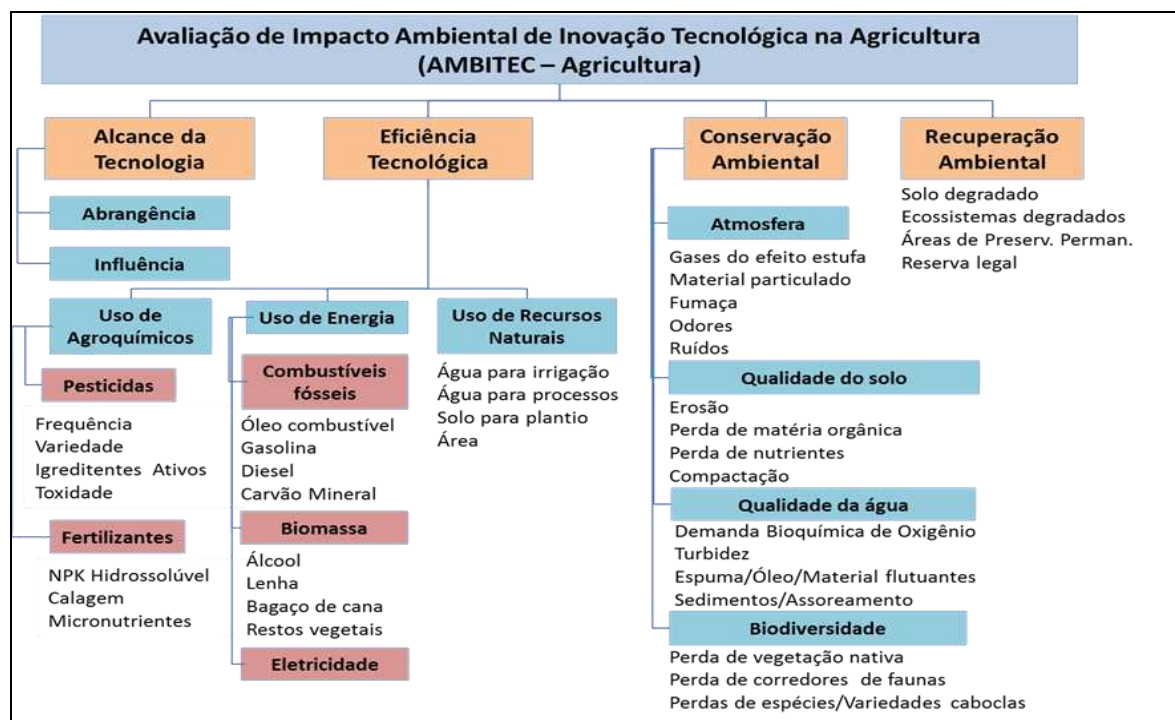 Avaliação de Impacto Ambiental de Inovação Tecnológica na Agricultura
(AMBITEC – Agricultura)
Alcance da
Tecnologia
Abrangência
Influência
Eficiência
Tecnológica
Uso de
Agroquímicos
Pesticidas
Frequência
Variedade
Igreditentes Ativos
Toxidade
Fertilizantes
NPK Hidrossolúvel
Calagem
Micronutrientes
Uso de Energia
Combustíveis
fósseis
Óleo combustível
Gasolina
Diesel
Carvão Mineral
Biomassa
Álcool
Lenha
Bagaço de cana
Restos vegetais
Eletricidade
Uso de Recursos
Naturais
Água para irrigação
Água para processos
Solo para plantio
Área
Conservação
Ambiental
Atmosfera
Gases do efeito estufa
Material particulado
Fumaça
Odores
Ruídos
Qualidade do solo
Erosão
Perda de matéria orgânica
Perda de nutrientes
Compactação
Qualidade da água
Demanda Bioquímica de Oxigênio
Turbidez
Espuma/Óleo/Material flutuantes
Sedimentos/Assoreamento
Biodiversidade
Perda de vegetação nativa
Perda de corredores de faunas
Perdas de espécies/Variedades caboclas
Recuperação
Ambiental
Solo degradado
Ecossistemas degradados
Áreas de Preserv. Perman.
Reserva legal